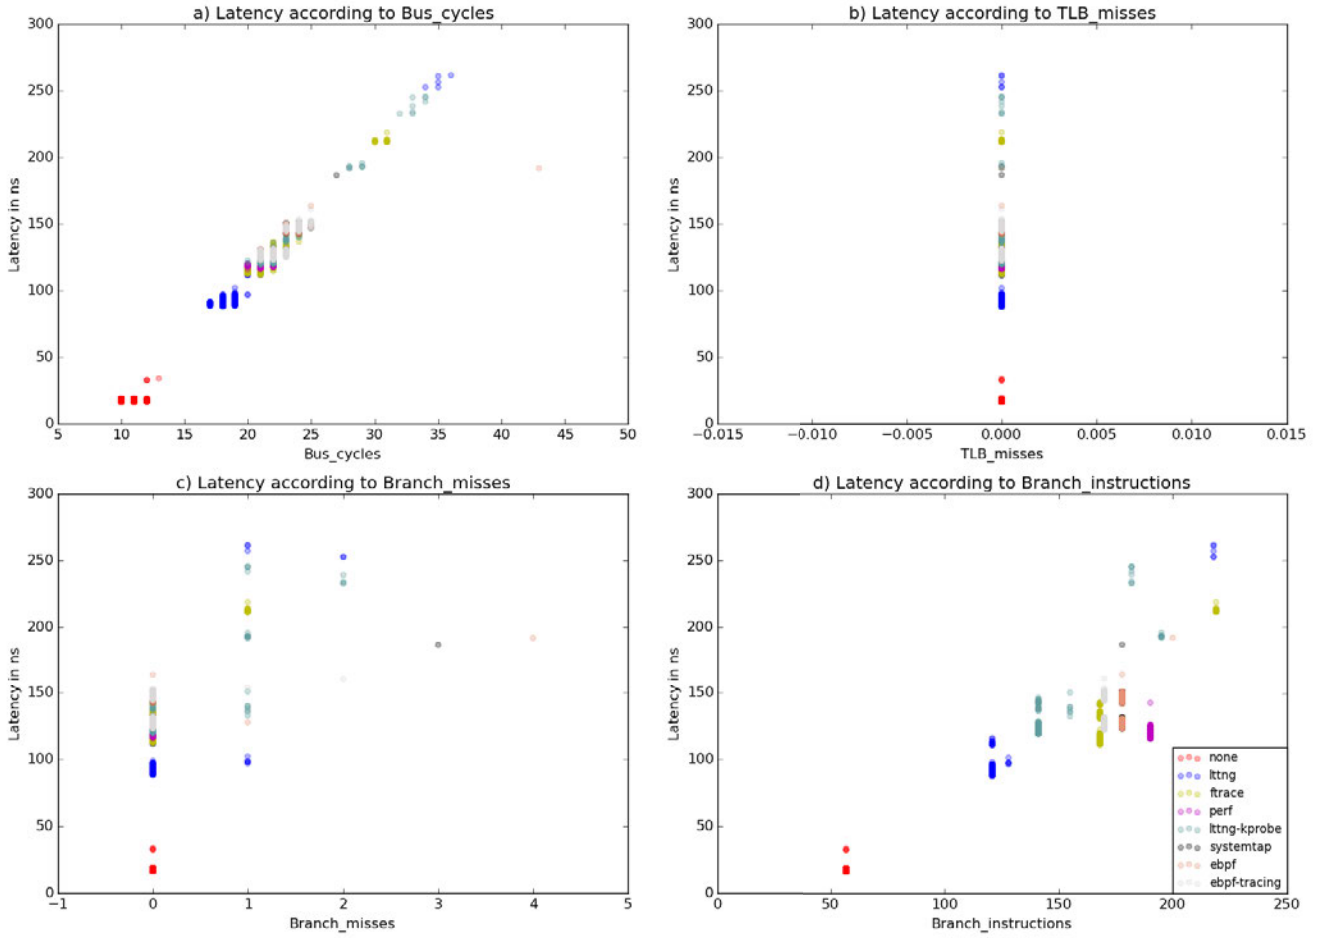 a) Latency according to Bus_cycles
300
250
200
150
100
50
0
Latency in ns
5 10 15 20 25 30 35 40 45 50
Bus_cycles
b) Latency according to TLB_misses
300
250
200
150
100
50
0
Latency in ns
−0.015 −0.010 −0.005 0.000 0.005 0.010 0.015
TLB_misses
c) Latency according to Branch_misses
300
250
200
150
100
50
0
Latency in ns
−1 0 1 2 3 4 5
Branch_misses
d) Latency according to Branch_instructions
300
250
200
150
100
50
0
Latency in ns
0 50 100 150 200 250
Branch_instructions
none
lttng
ftrace
perf
lttng-kprobe
systemtap
ebpf
ebpf-tracing